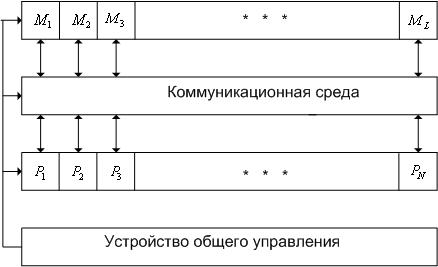 M1 M2 M3 * * * ML
Коммуникационная среда
P1 P2 P3 * * * PN
Устройство общего управления